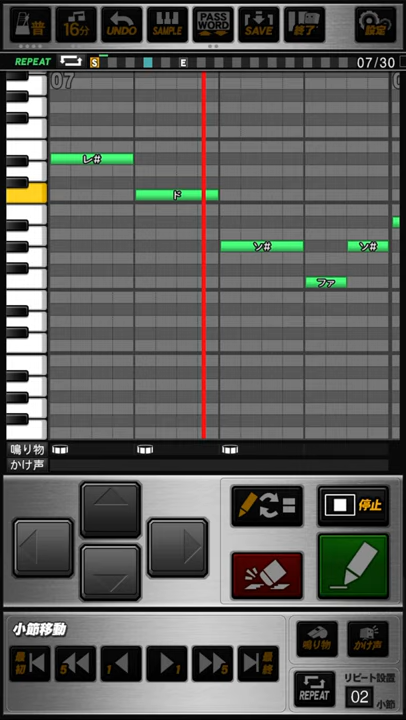 普 16分 UNDO SAMPLE PASS WORD SAVE 終了 設定
REPEAT S E 07/30
07
レ#
ド
ソ# ソ#
ファ
鳴り物
かけ声
停止
小節移動
最初 5 1 1 5 最終
鳴り物 かけ声
REPEAT リピート設置
02 小節